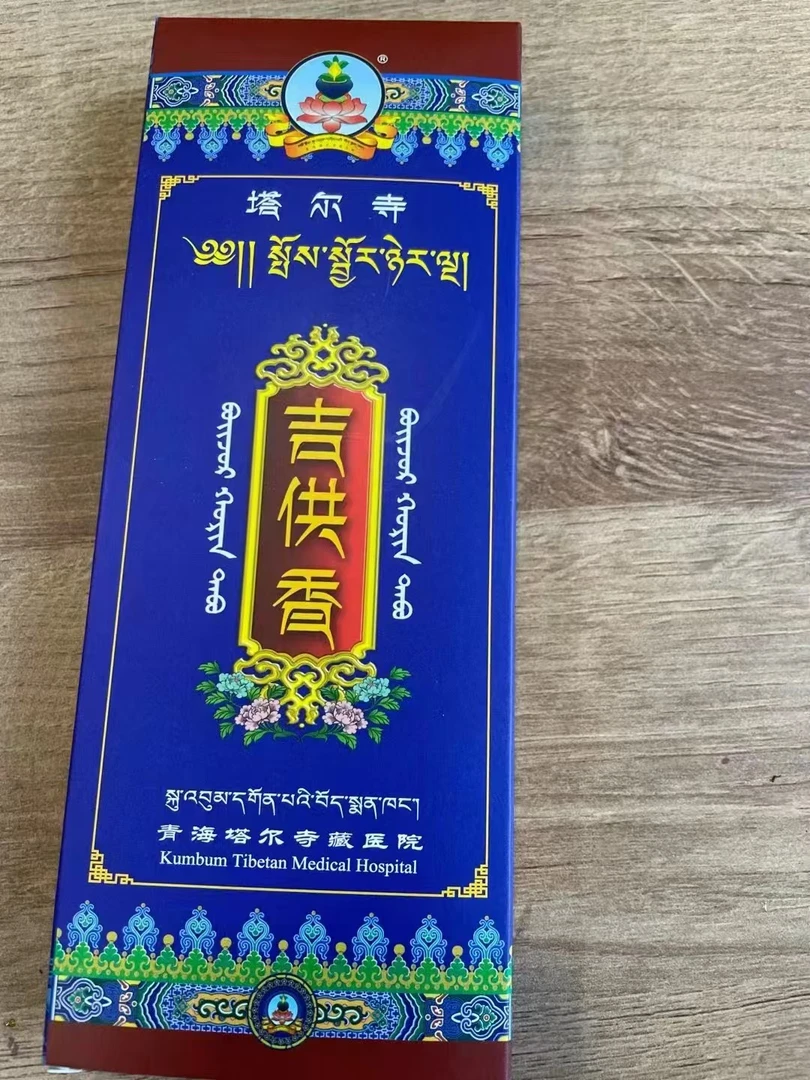 ®
塔尔寺
༄༅།། སྤོས་སྦྱོར་ཉེར་ལྔ།
吉供香
སྐུ་འབུམ་དགོན་པའི་བོད་སྨན་ཁང་།
青海塔尔寺藏医院
Kumbum Tibetan Medical Hospital